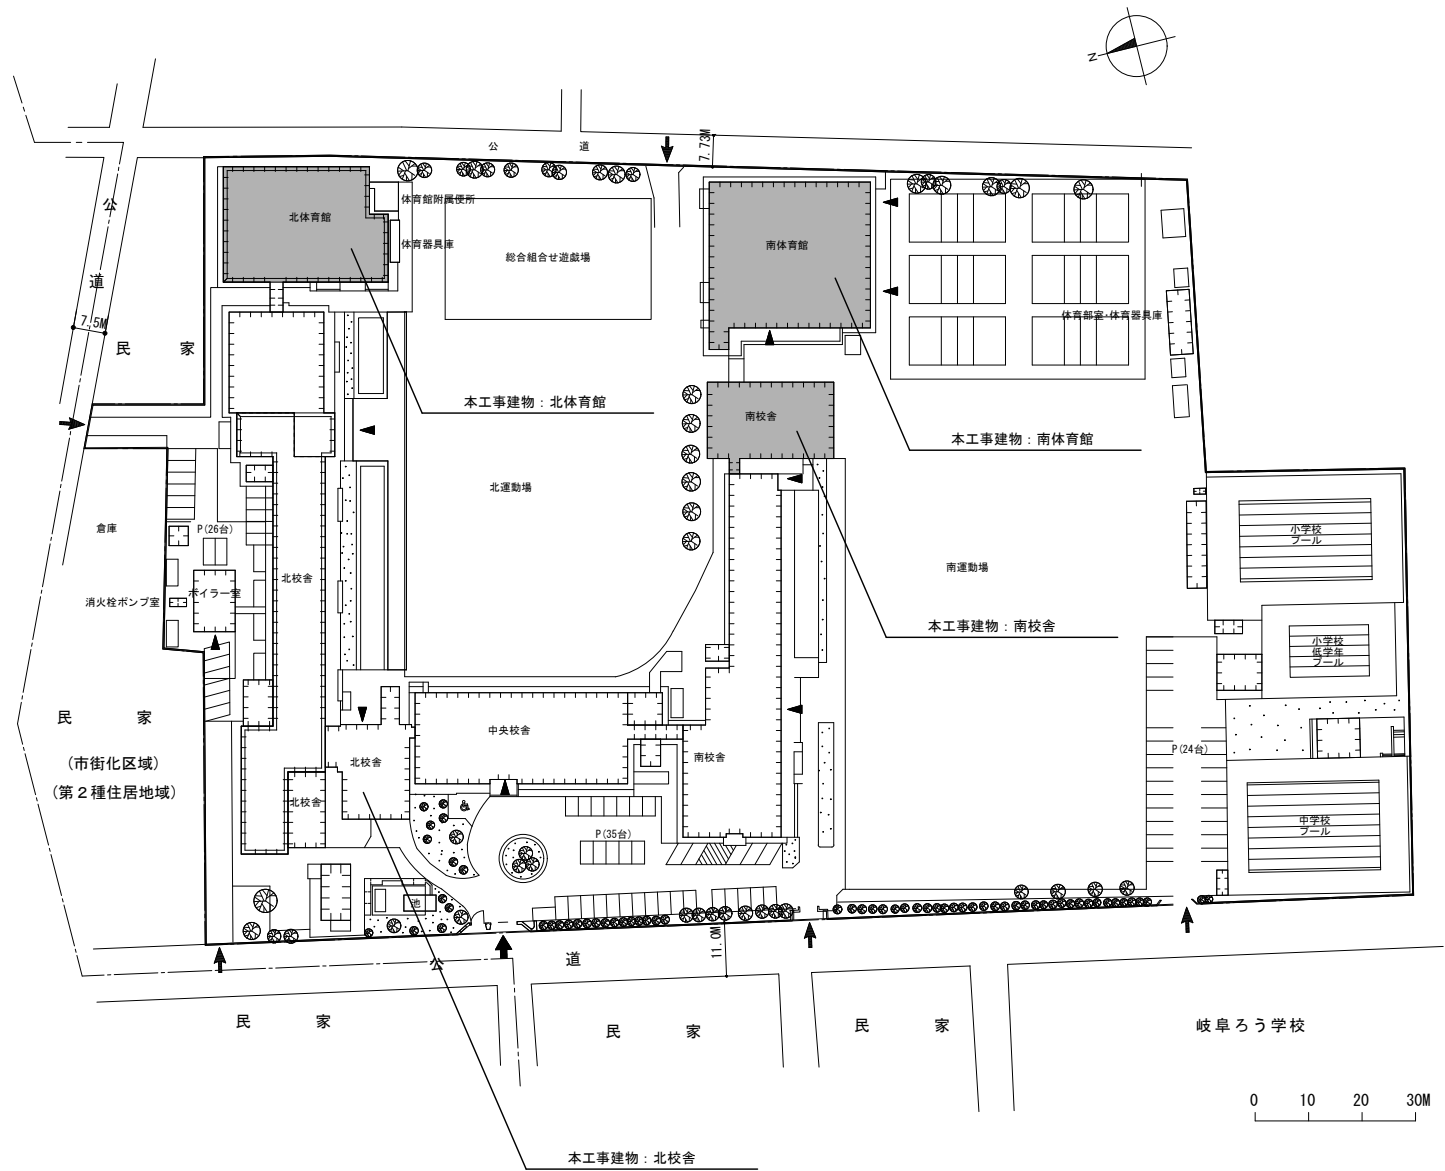 N
公 道
7.73M
公
道
7.5M
民 家
北体育館
体育館附属便所
体育器具庫
総合組合せ遊戯場
南体育館
体育部室・体育器具庫
本工事建物：北体育館
南校舎
本工事建物：南体育館
北運動場
倉庫
P(26台)
小学校
プール
北校舎
ボイラー室
消火栓ポンプ室
南運動場
本工事建物：南校舎
小学校
低学年
プール
民 家
(市街化区域)
(第２種住居地域)
中央校舎
北校舎
南校舎
P(24台)
北校舎
P(35台)
中学校
プール
池
11.0M
公 道
民 家
民 家
民 家
岐阜ろう学校
0 10 20 30M
本工事建物：北校舎